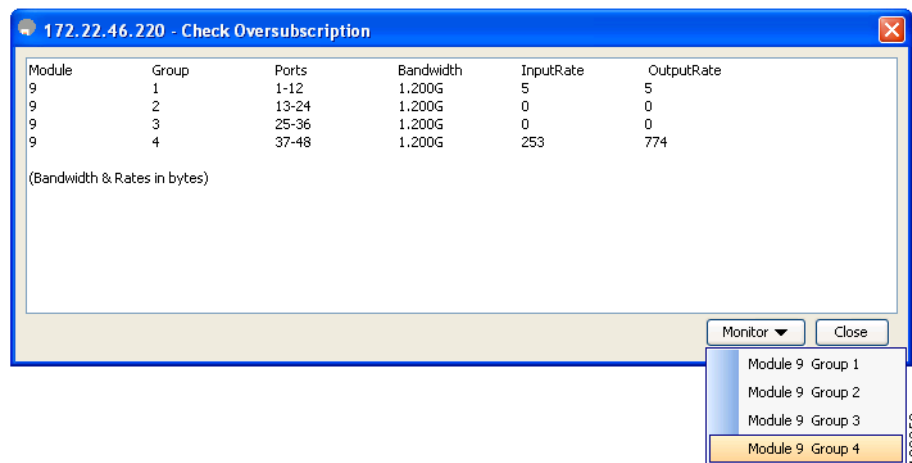 172.22.46.220 - Check Oversubscription
Module Group Ports Bandwidth InputRate OutputRate
9 1 1-12 1.200G 5 5
9 2 13-24 1.200G 0 0
9 3 25-36 1.200G 0 0
9 4 37-48 1.200G 253 774
(Bandwidth & Rates in bytes)
Monitor Close
Module 9 Group 1
Module 9 Group 2
Module 9 Group 3
Module 9 Group 4